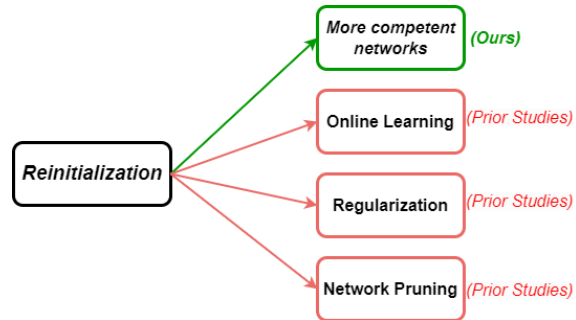 More competent
networks
(Ours)
Online Learning
(Prior Studies)
Reinitialization
Regularization
(Prior Studies)
Network Pruning
(Prior Studies)